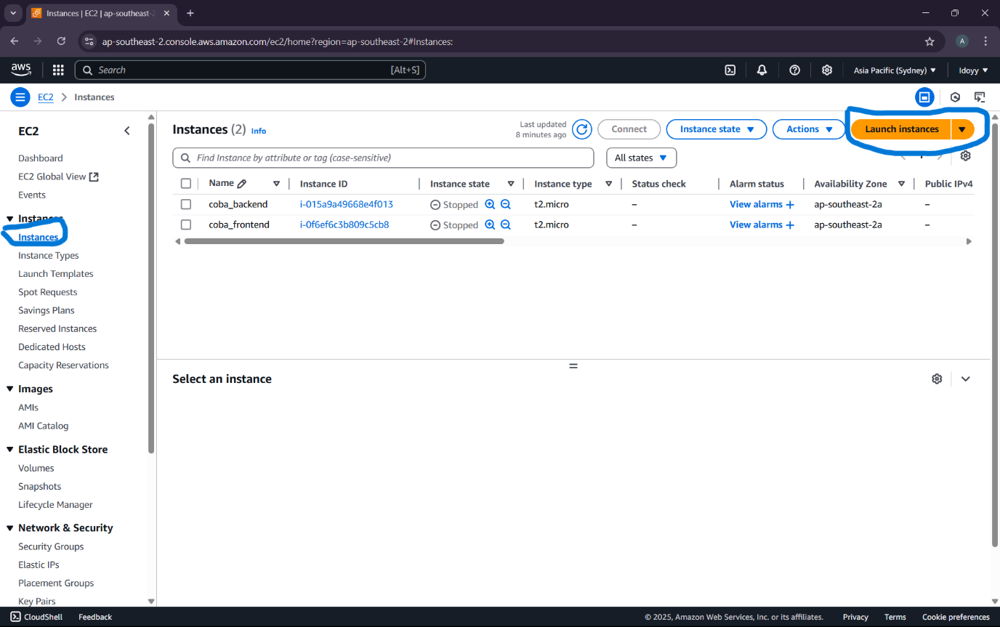 Instances | EC2 | ap-southeast-2
ap-southeast-2.console.aws.amazon.com/ec2/home?region=ap-southeast-2#Instances:
A
aws
Search [Alt+S]
Asia Pacific (Sydney)
Idoyy
EC2 > Instances
EC2
Dashboard
EC2 Global View
Events
Instances
Instances
Instance Types
Launch Templates
Spot Requests
Savings Plans
Reserved Instances
Dedicated Hosts
Capacity Reservations
Images
AMIs
AMI Catalog
Elastic Block Store
Volumes
Snapshots
Lifecycle Manager
Network & Security
Security Groups
Elastic IPs
Placement Groups
Key Pairs
Instances (2) Info
Last updated
8 minutes ago
Connect
Instance state
Actions
Launch instances
Find Instance by attribute or tag (case-sensitive)
All states
Name Instance ID Instance state Instance type Status check Alarm status Availability Zone Public IPv4
coba_backend i-015a9a49668e4f013 Stopped t2.micro – View alarms + ap-southeast-2a –
coba_frontend i-0f6ef6c3b809c5cb8 Stopped t2.micro – View alarms + ap-southeast-2a –
Select an instance
CloudShell Feedback © 2025, Amazon Web Services, Inc. or its affiliates. Privacy Terms Cookie preferences